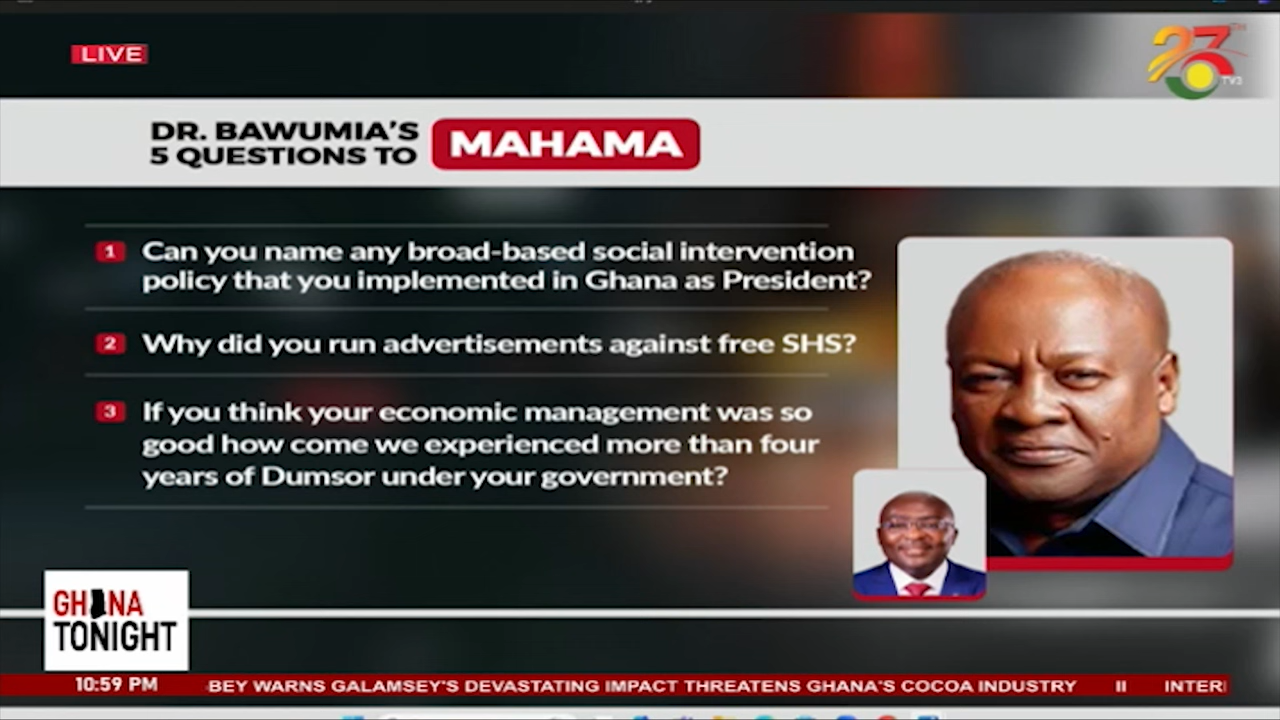 LIVE
23
TV3
DR. BAWUMIA'S
5 QUESTIONS TO
MAHAMA
1 Can you name any broad-based social intervention
policy that you implemented in Ghana as President?
2 Why did you run advertisements against free SHS?
3 If you think your economic management was so
good how come we experienced more than four
years of Dumsor under your government?
GHANA
TONIGHT
10:59 PM BEY WARNS GALAMSEY'S DEVASTATING IMPACT THREATENS GHANA'S COCOA INDUSTRY II INTER